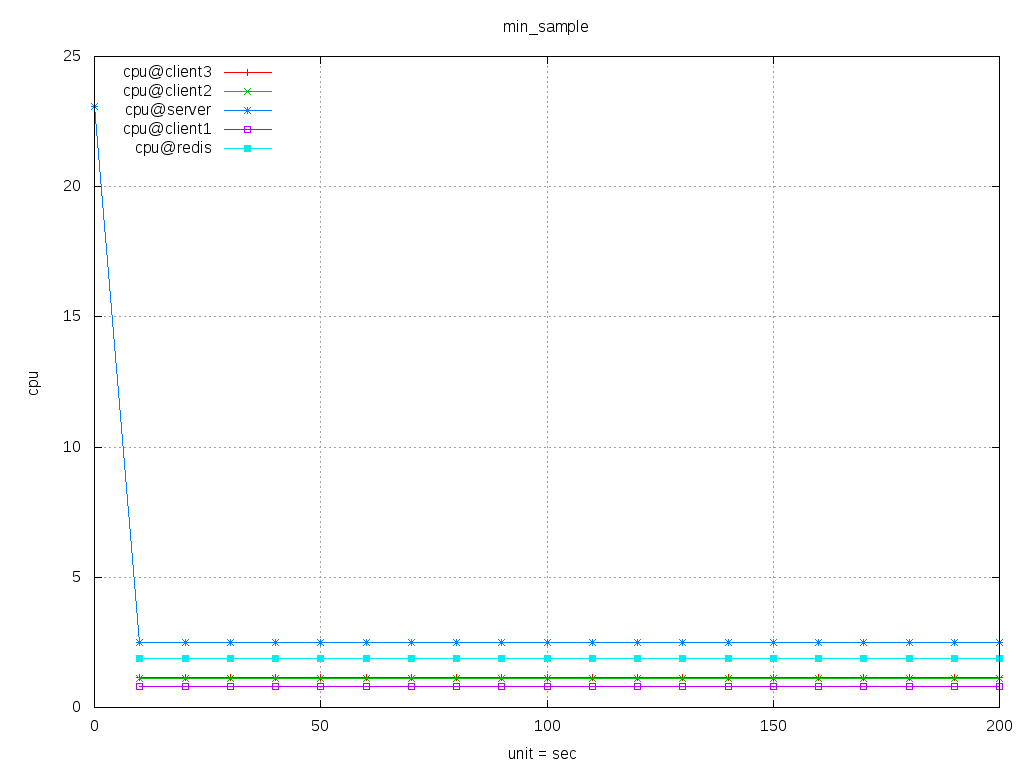 min_sample
25
20
15
10
5
0
cpu
cpu@client3
cpu@client2
cpu@server
cpu@client1
cpu@redis
0 50 100 150 200
unit = sec